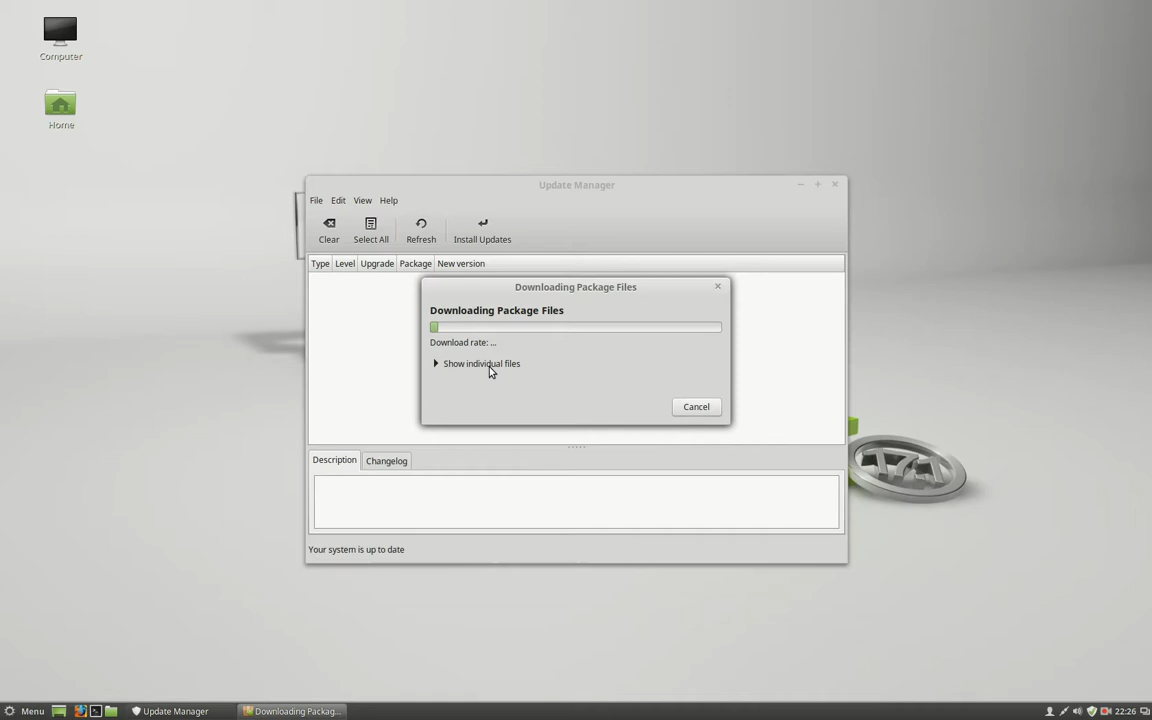 Computer
Home
Update Manager
File Edit View Help
Clear Select All Refresh Install Updates
Type Level Upgrade Package New version
Downloading Package Files
Downloading Package Files
Download rate: ...
Show individual files
Cancel
17.1
Description Changelog
Your system is up to date
Menu Update Manager Downloading Packag... 22:26